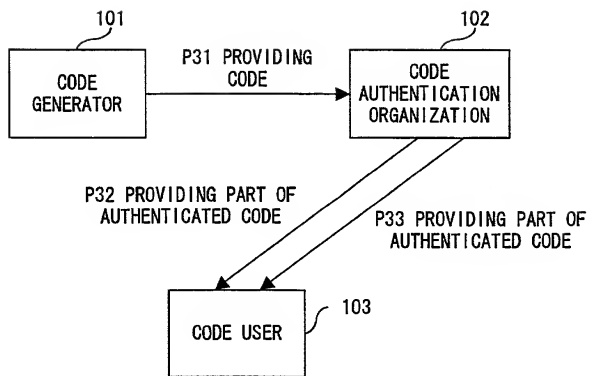 101
102
CODE
GENERATOR
P31 PROVIDING
CODE
CODE
AUTHENTICATION
ORGANIZATION
P32 PROVIDING PART OF
AUTHENTICATED CODE
P33 PROVIDING PART OF
AUTHENTICATED CODE
CODE USER
103